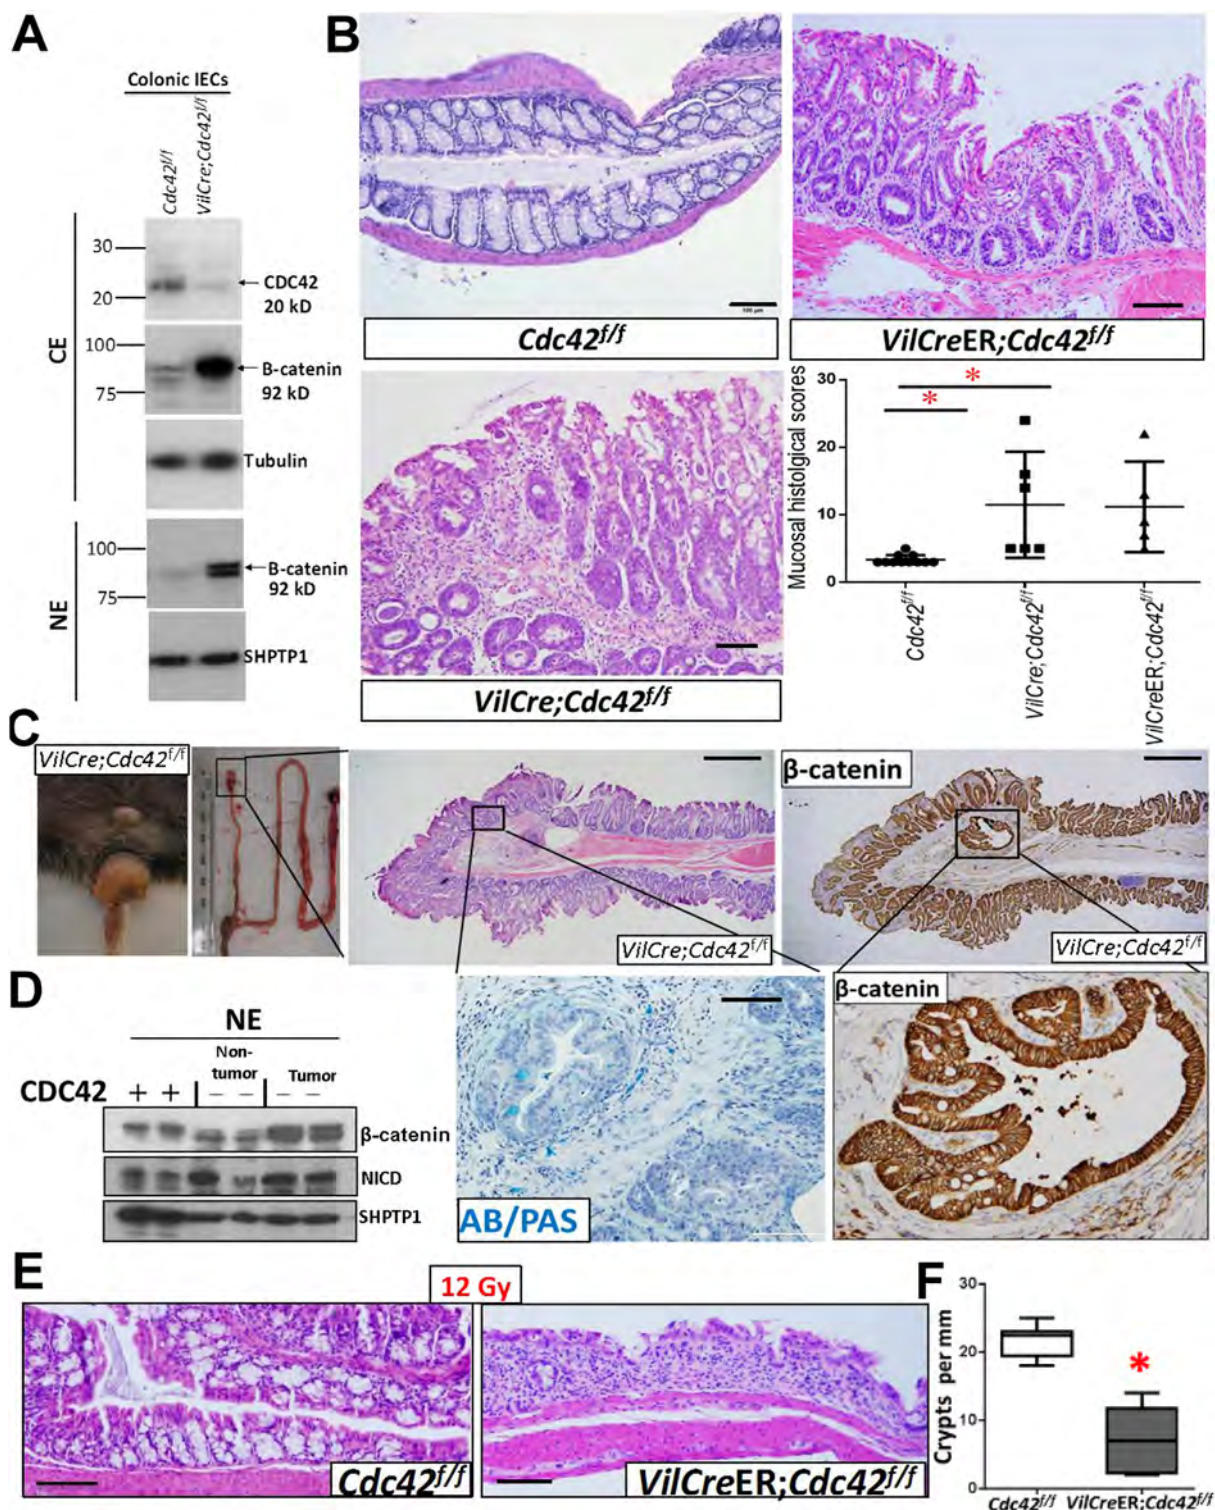 A
Colonic IECs
Cdc42f/f
VilCre;Cdc42f/f
CE
30
20
CDC42
20 kD
100
75
B-catenin
92 kD
Tubulin
NE
100
75
B-catenin
92 kD
SHPTP1
B
100 µm
Cdc42f/f
VilCreER;Cdc42f/f
VilCre;Cdc42f/f
Mucosal histolgical scores
30
20
10
0
*
*
Cdc42f/f
VilCre;Cdc42f/f
VilCreER;Cdc42f/f
C
VilCre;Cdc42f/f
VilCre;Cdc42f/f
β-catenin
VilCre;Cdc42f/f
AB/PAS
β-catenin
D
NE
Non-
tumor
Tumor
CDC42 + + − − − −
β-catenin
NICD
SHPTP1
E
12 Gy
Cdc42f/f
VilCreER;Cdc42f/f
F
Crypts per mm
30
20
10
0
*
Cdc42f/f
VilCreER;Cdc42f/f